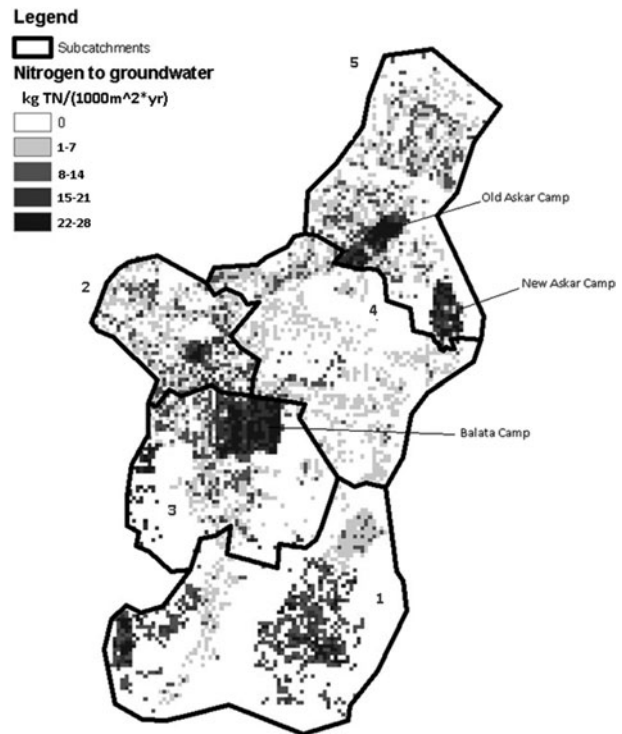 Legend
Subcatchments
Nitrogen to groundwater
kg TN/(1000m^2*yr)
0
1-7
8-14
15-21
22-28
5
Old Askar Camp
2
New Askar Camp
4
Balata Camp
3
1